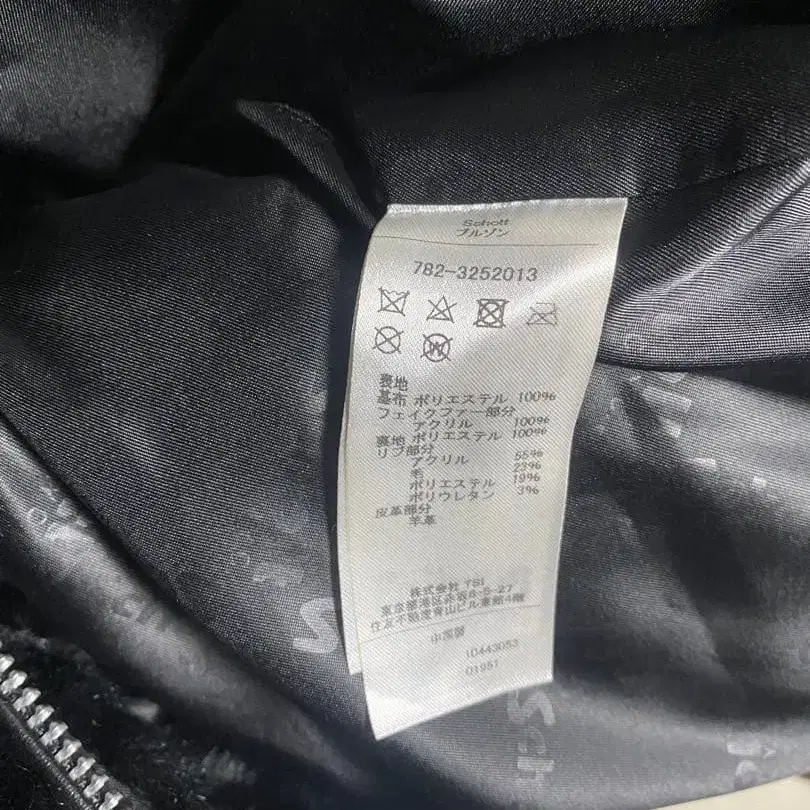 Schott
ブルゾン
782-3252013
表地
基布 ポリエステル 100%
フェイクファー部分
アクリル 100%
裏地 ポリエステル 100%
リブ部分
アクリル 55%
毛 23%
ポリエステル 19%
ポリウレタン 3%
皮革部分
羊革
株式会社 TSI
東京都港区赤坂8-5-27
住友不動産青山ビル東館4階
中国製
10443053
01951